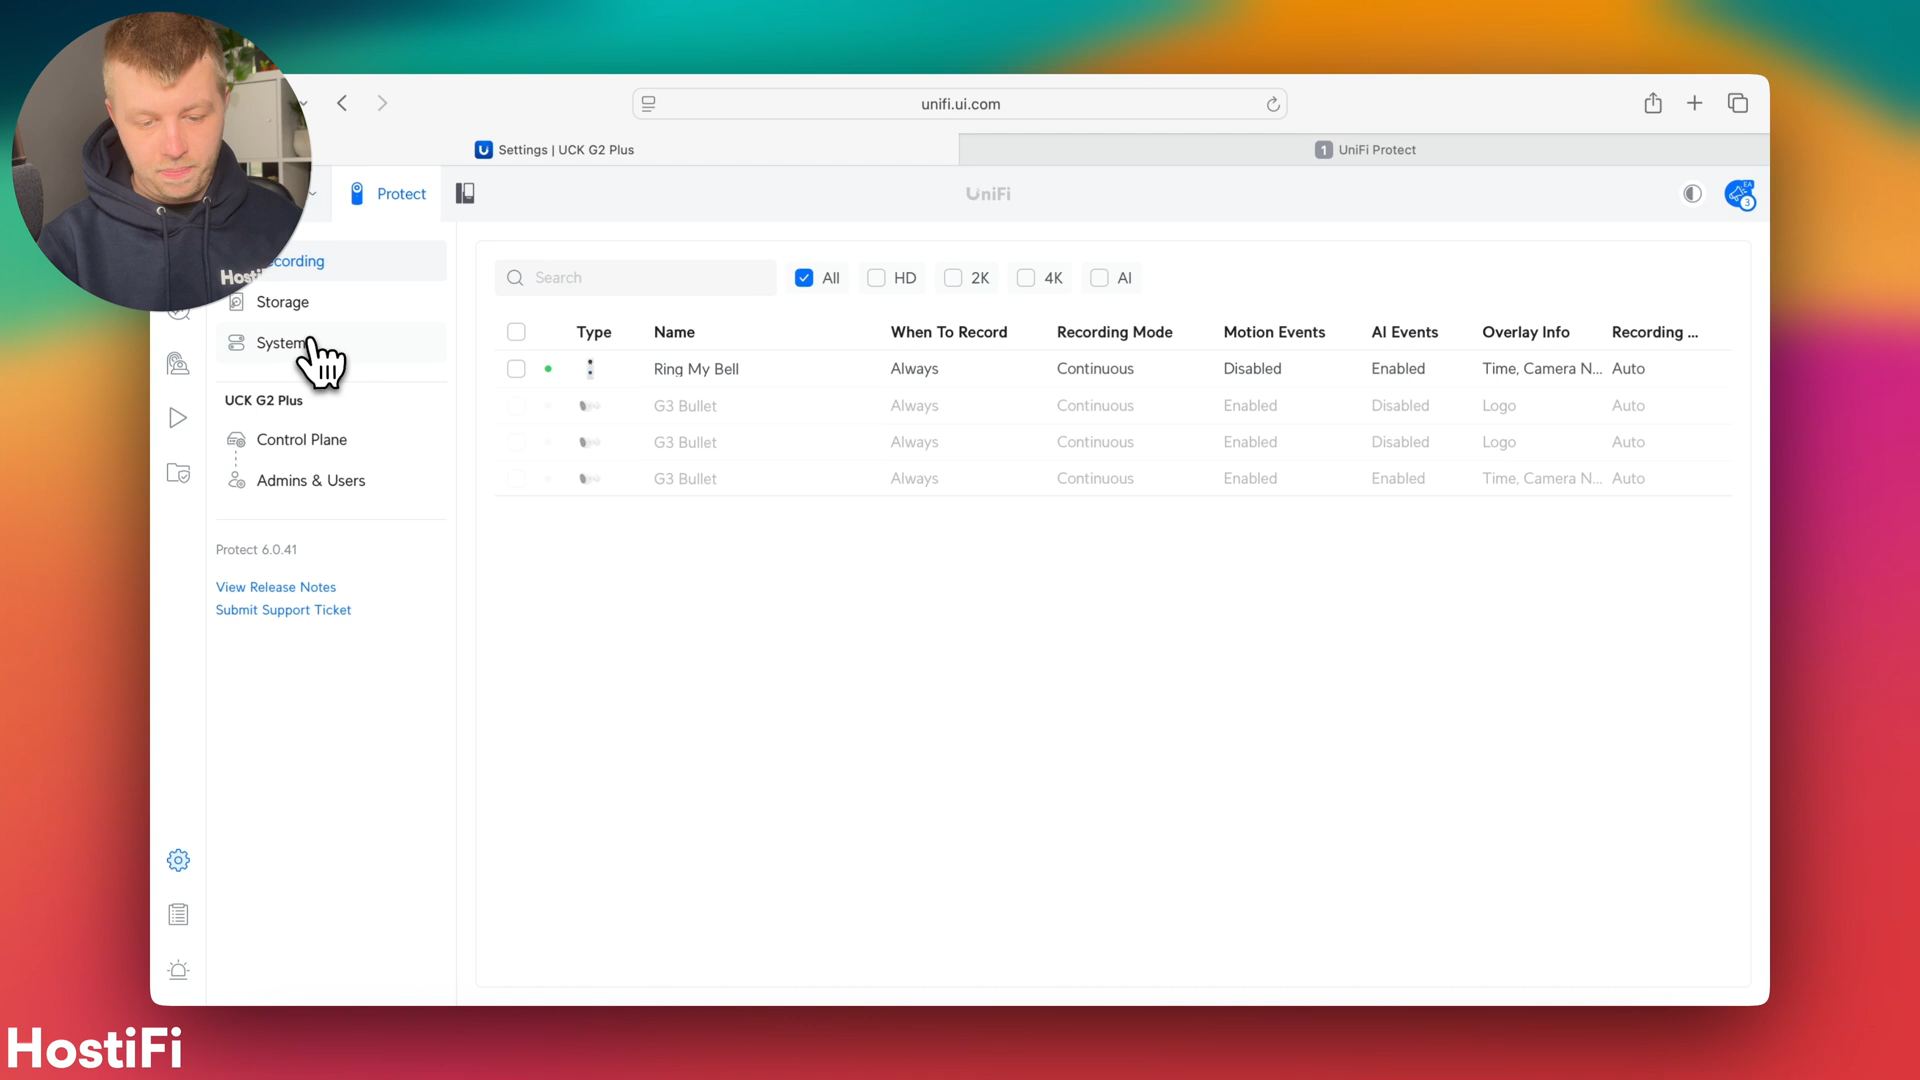 unifi.ui.com
Settings | UCK G2 Plus
1 UniFi Protect
Protect
UniFi
EA
3
HostiFi
cording
Storage
System
UCK G2 Plus
Control Plane
Admins & Users
Protect 6.0.41
View Release Notes
Submit Support Ticket
Search
All HD 2K 4K AI
Type Name When To Record Recording Mode Motion Events AI Events Overlay Info Recording ...
Ring My Bell Always Continuous Disabled Enabled Time, Camera N... Auto
G3 Bullet Always Continuous Enabled Disabled Logo Auto
G3 Bullet Always Continuous Enabled Disabled Logo Auto
G3 Bullet Always Continuous Enabled Enabled Time, Camera N... Auto
HostiFi